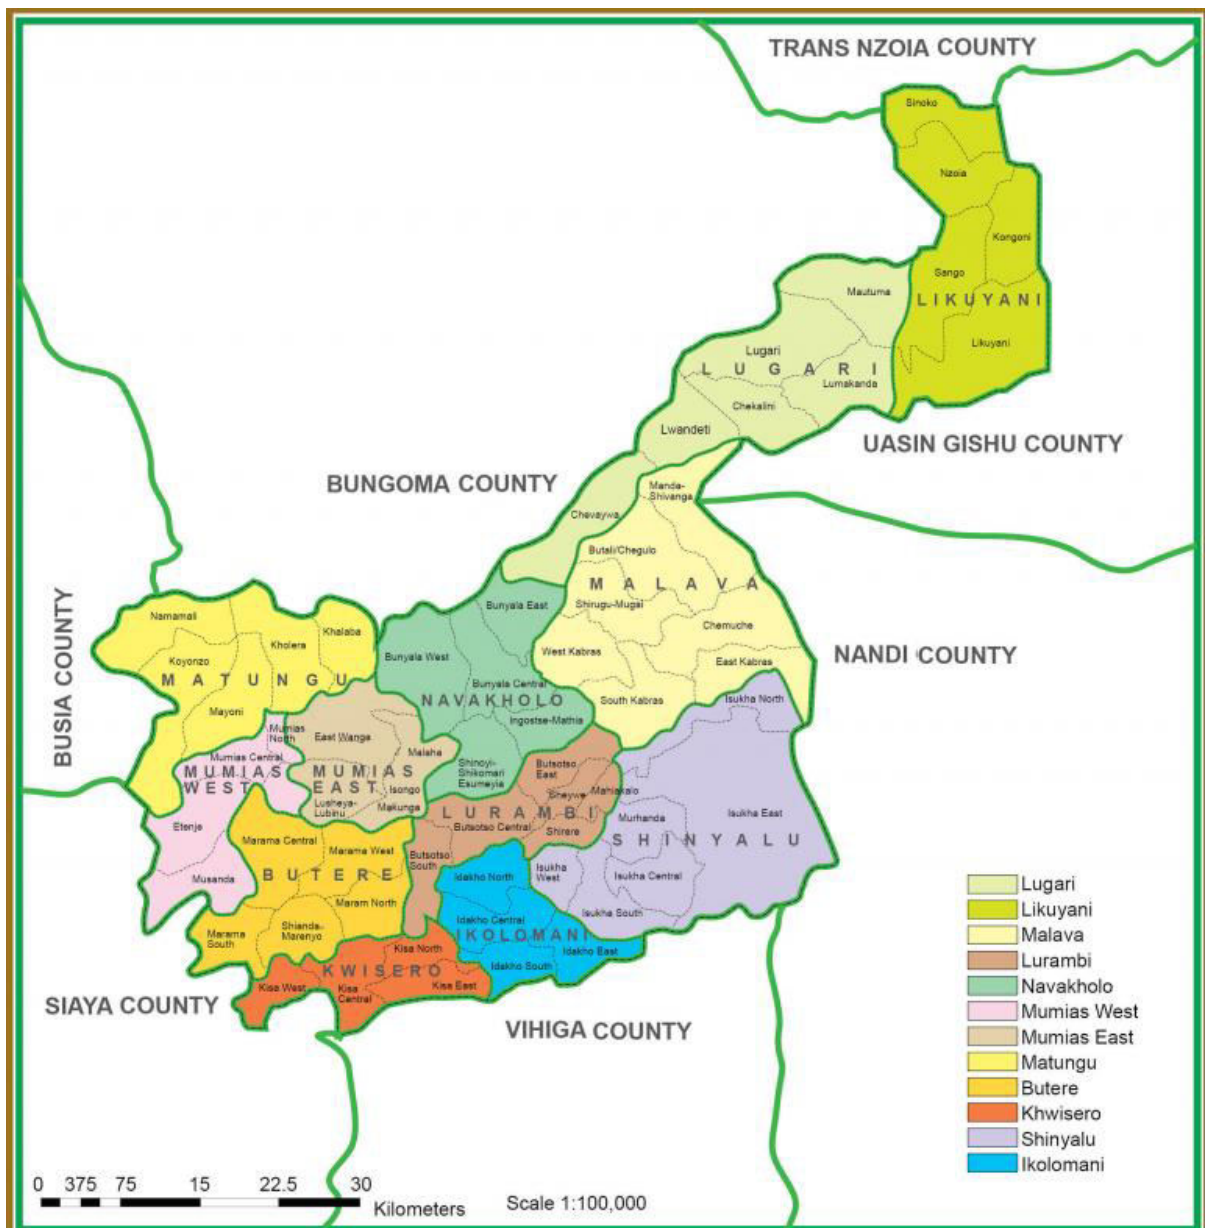 TRANS NZOIA COUNTY
Sinoko
Nzoia
Kongoni
Sango
LIKUYANI
Likuyani
Mautuma
Lugari
LUGARI
Lumakanda
Chekalini
Lwandeti
UASIN GISHU COUNTY
BUNGOMA COUNTY
Manda-
Shivanga
Chevaywa
Butali/Chegulo
MALAVA
Shirugu-Mugai
Chemuche
West Kabras
East Kabras
South Kabras
NANDI COUNTY
BUSIA COUNTY
Namamali
Kholera
Khalaba
Koyonzo
MATUNGU
Mayoni
Bunyala East
Bunyala West
Bunyala Central
NAVAKHOLO
Ingostse-Mathia
Shinoyi-
Shikomari
Esumeyia
Isukha North
Mumias
North
Mumias Central
MUMIAS
WEST
Etenje
Musanda
East Wanga
Malaha
MUMIAS
EAST
Isongo
Lusheya-
Lubinu
Makunga
Butsotso
East
Sheywe
Mahiakalo
LURAMBI
Butsotso Central
Shirere
Butsotso
South
Murhanda
Isukha East
SHINYALU
Isukha
West
Isukha Central
Isukha South
Marama Central
Marama West
BUTERE
Maram North
Shianda-
Marenyo
Marama
South
Idakho North
Idakho Central
IKOLOMANI
Idakho East
Idakho South
Kisa North
KWISERO
Kisa West
Kisa
Central
Kisa East
SIAYA COUNTY
VIHIGA COUNTY
Lugari
Likuyani
Malava
Lurambi
Navakholo
Mumias West
Mumias East
Matungu
Butere
Khwisero
Shinyalu
Ikolomani
0 375 75 15 22.5 30
Kilometers
Scale 1:100,000